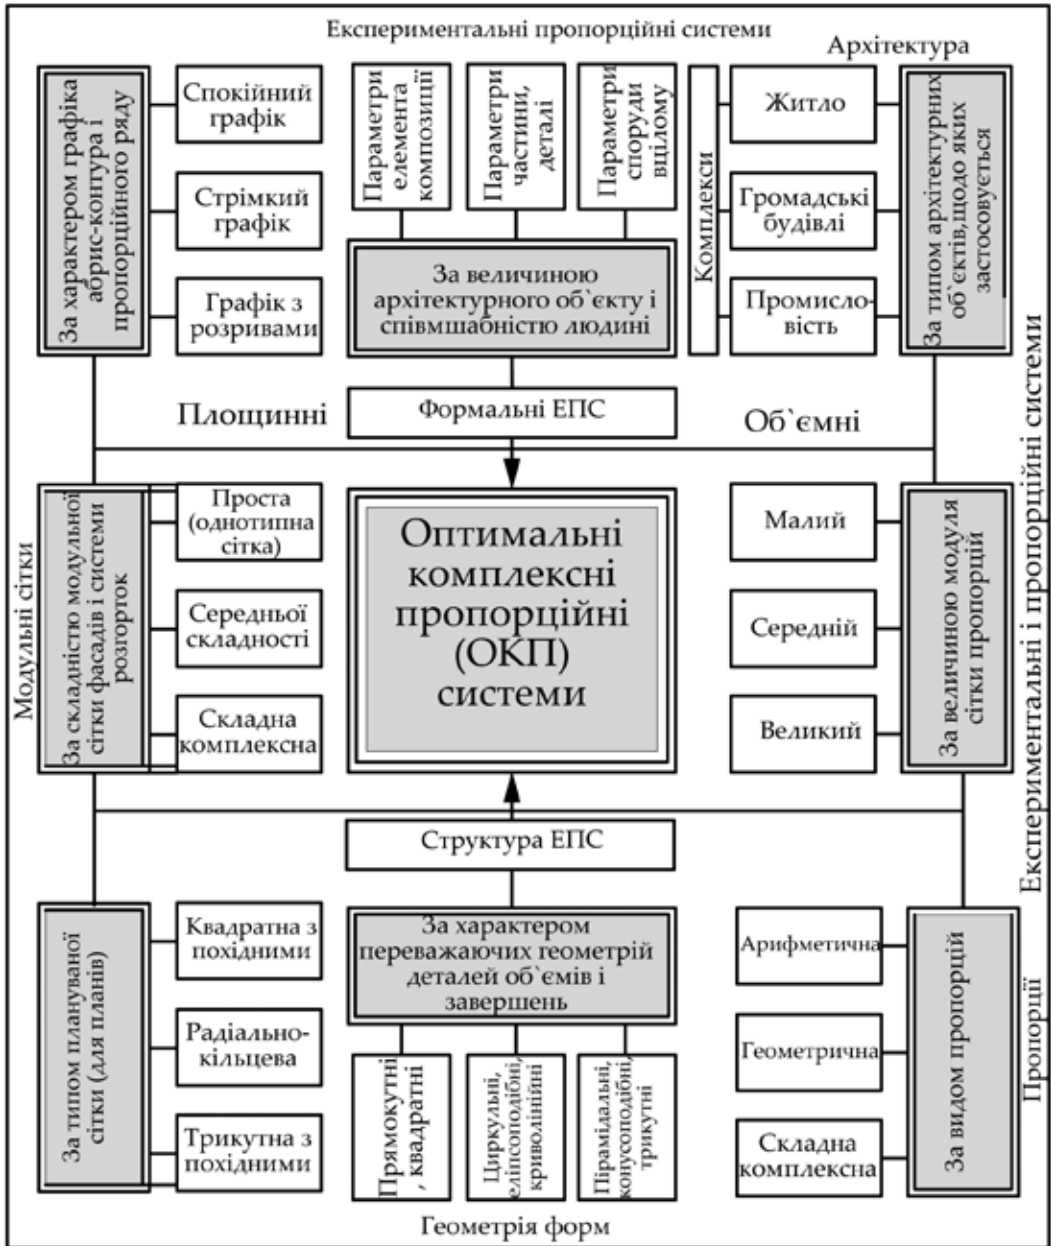 Експериментальні пропорційні системи
Архітектура
За характером графіка
абрис-контура і
пропорційного ряду
Спокійний
графік
Стрімкий
графік
Графік з
розривами
Параметри
елемента
композиції
Параметри
частини,
деталі
Параметри
споруди
вцілому
За величиною
архітектурного об`єкту і
співмшабністю людині
Формальні ЕПС
Комплекси
Житло
Громадські
будівлі
Промисло-
вість
За типом архітектурних
об`єктів,щодо яких
застосовується
Площинні
Об`ємні
Модульні сітки
За складністю модульної
сітки фасадів і системи
розгорток
Проста
(однотипна
сітка)
Середньої
складності
Складна
комплексна
Оптимальні
комплексні
пропорційні
(ОКП)
системи
Малий
Середній
Великий
За величиною модуля
сітки пропорцій
Експериментальні і пропорційні системи
Структура ЕПС
За типом плануваної
сітки (для планів)
Квадратна з
похідними
Радіально-
кільцева
Трикутна з
похідними
За характером
переважаючих геометрій
деталей об`ємів і
завершень
Прямокутні
, квадратні
Циркульні,
еліпсоподібні,
криволінійні
Пірамідальні,
конусоподібні,
трикутні
Арифметична
Геометрична
Складна
комплексна
За видом пропорцій
Пропорції
Геометрія форм